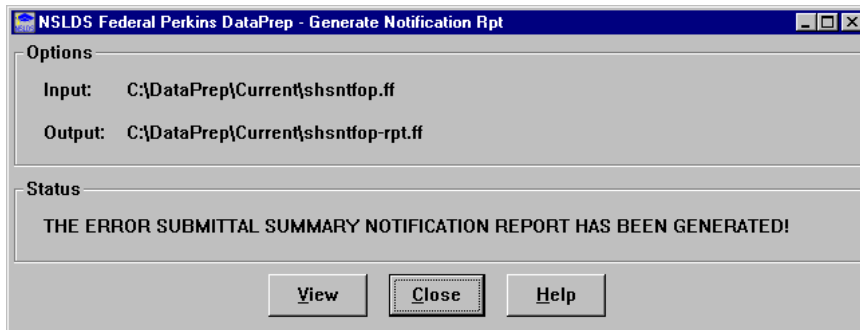 NSLDS Federal Perkins DataPrep - Generate Notification Rpt
Options
Input: C:\DataPrep\Current\shsntfop.ff
Output: C:\DataPrep\Current\shsntfop-rpt.ff
Status
THE ERROR SUBMITTAL SUMMARY NOTIFICATION REPORT HAS BEEN GENERATED!
View Close Help